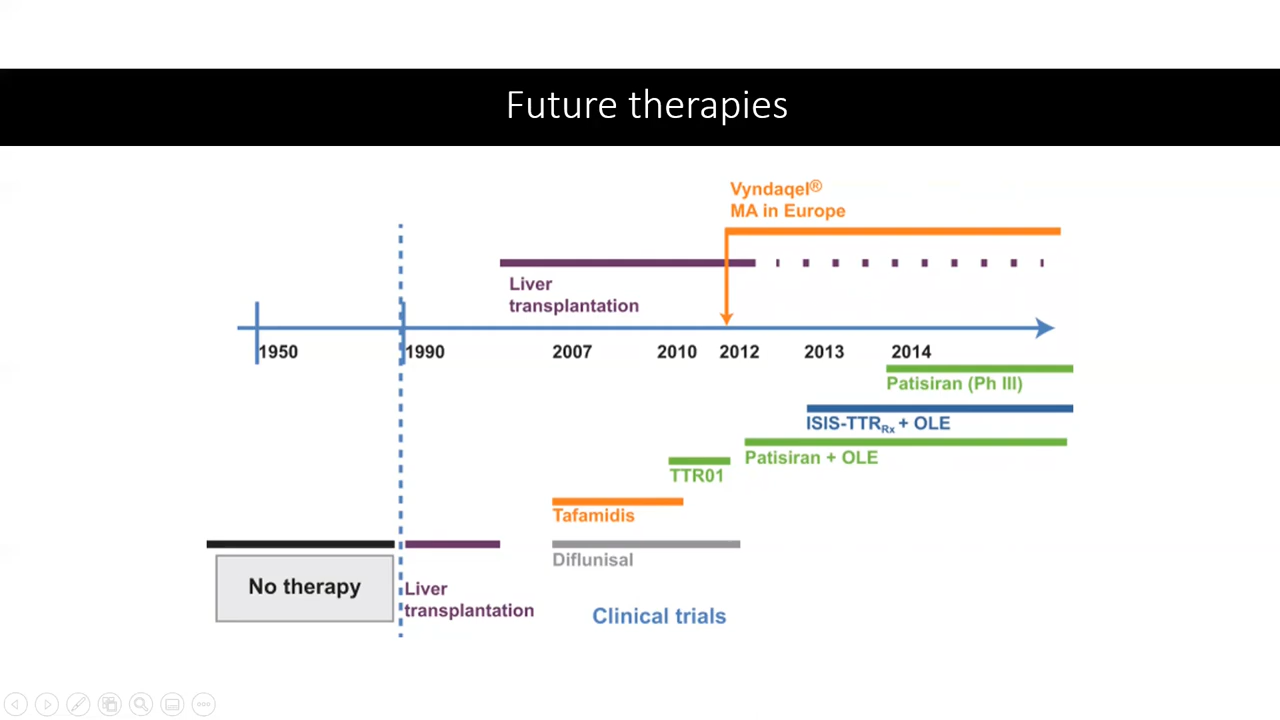 Future therapies
Vyndaqel®
MA in Europe
Liver
transplantation
1950
1990
2007
2010
2012
2013
2014
Patisiran (Ph III)
ISIS-TTRRx + OLE
Patisiran + OLE
TTR01
Tafamidis
Diflunisal
No therapy
Liver
transplantation
Clinical trials